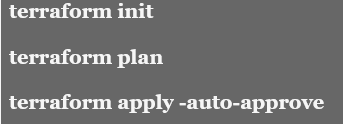 terraform init
terraform plan
terraform apply -auto-approve